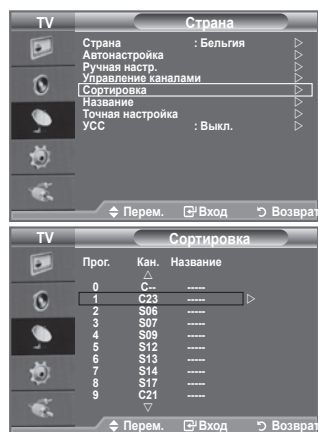 TV Страна
Страна : Бельгия
Автонастройка
Ручная настр.
Управление каналами
Сортировка
Название
Точная настройка
УСС : Выкл.
Перем. Вход Возврат
TV Сортировка
Прог. Кан. Название
0 C-- -----
1 C23 -----
2 S06 -----
3 S07 -----
4 S09 -----
5 S12 -----
6 S13 -----
7 S14 -----
8 S17 -----
9 C21 -----
Перем. Вход Возврат